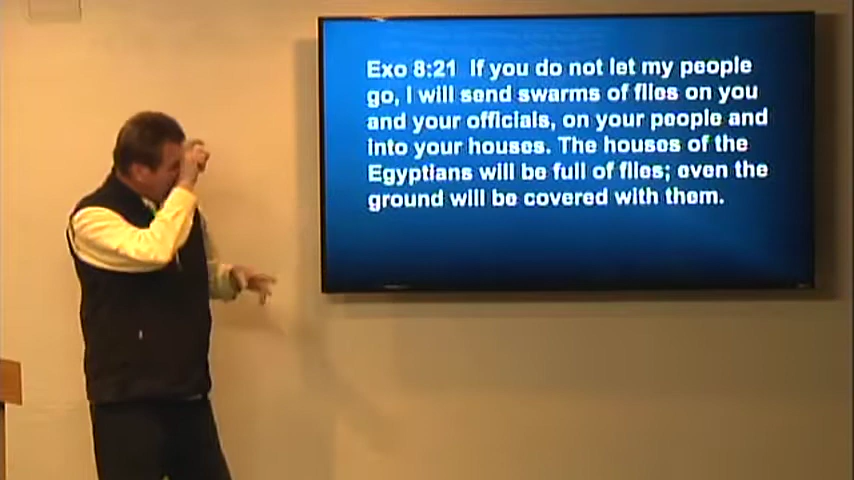 Exo 8:21 If you do not let my people
go, I will send swarms of flies on you
and your officials, on your people and
into your houses. The houses of the
Egyptians will be full of flies; even the
ground will be covered with them.